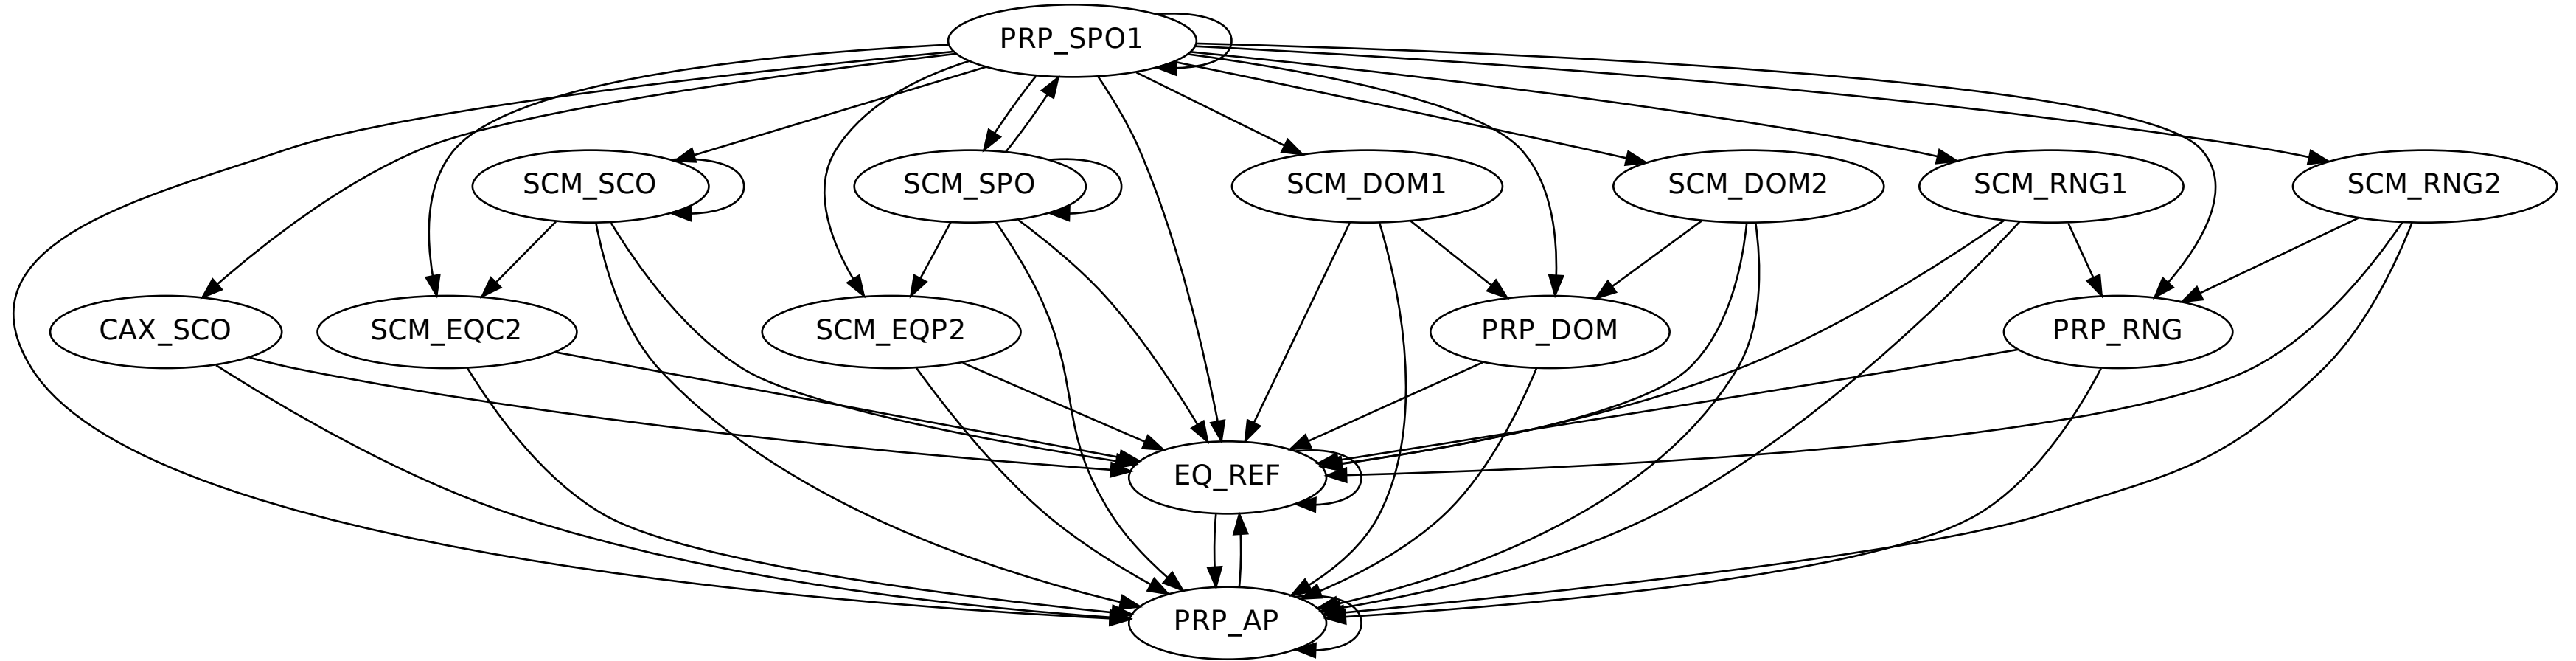 PRP_SPO1
SCM_SCO
SCM_SPO
SCM_DOM1
SCM_DOM2
SCM_RNG1
SCM_RNG2
CAX_SCO
SCM_EQC2
SCM_EQP2
PRP_DOM
PRP_RNG
EQ_REF
PRP_AP